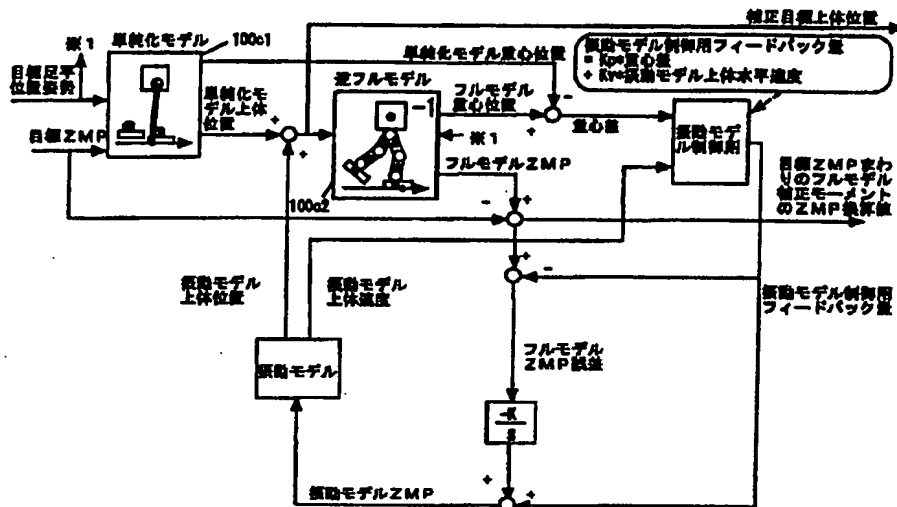 補正目標上体位置
※1
単純化モデル
100c1
単純化モデル重心位置
振動モデル制御用フィードバック量
= Kp*重心差
+ Kv*振動モデル上体水平速度
目標足平
位置姿勢
逆フルモデル
単純化モ
デル上体
位置
フルモデル
重心位置
-1
重心差
振動モデ
ル制御則
目標ZMP
※1
フルモデルZMP
100c2
目標ZMPまわ
りのフルモデル
補正モーメント
のZMP換算値
振動モデル
上体位置
振動モデル
上体速度
振動モデル制御用
フィードバック量
フルモデル
ZMP誤差
振動モデル
-K
S
振動モデルZMP